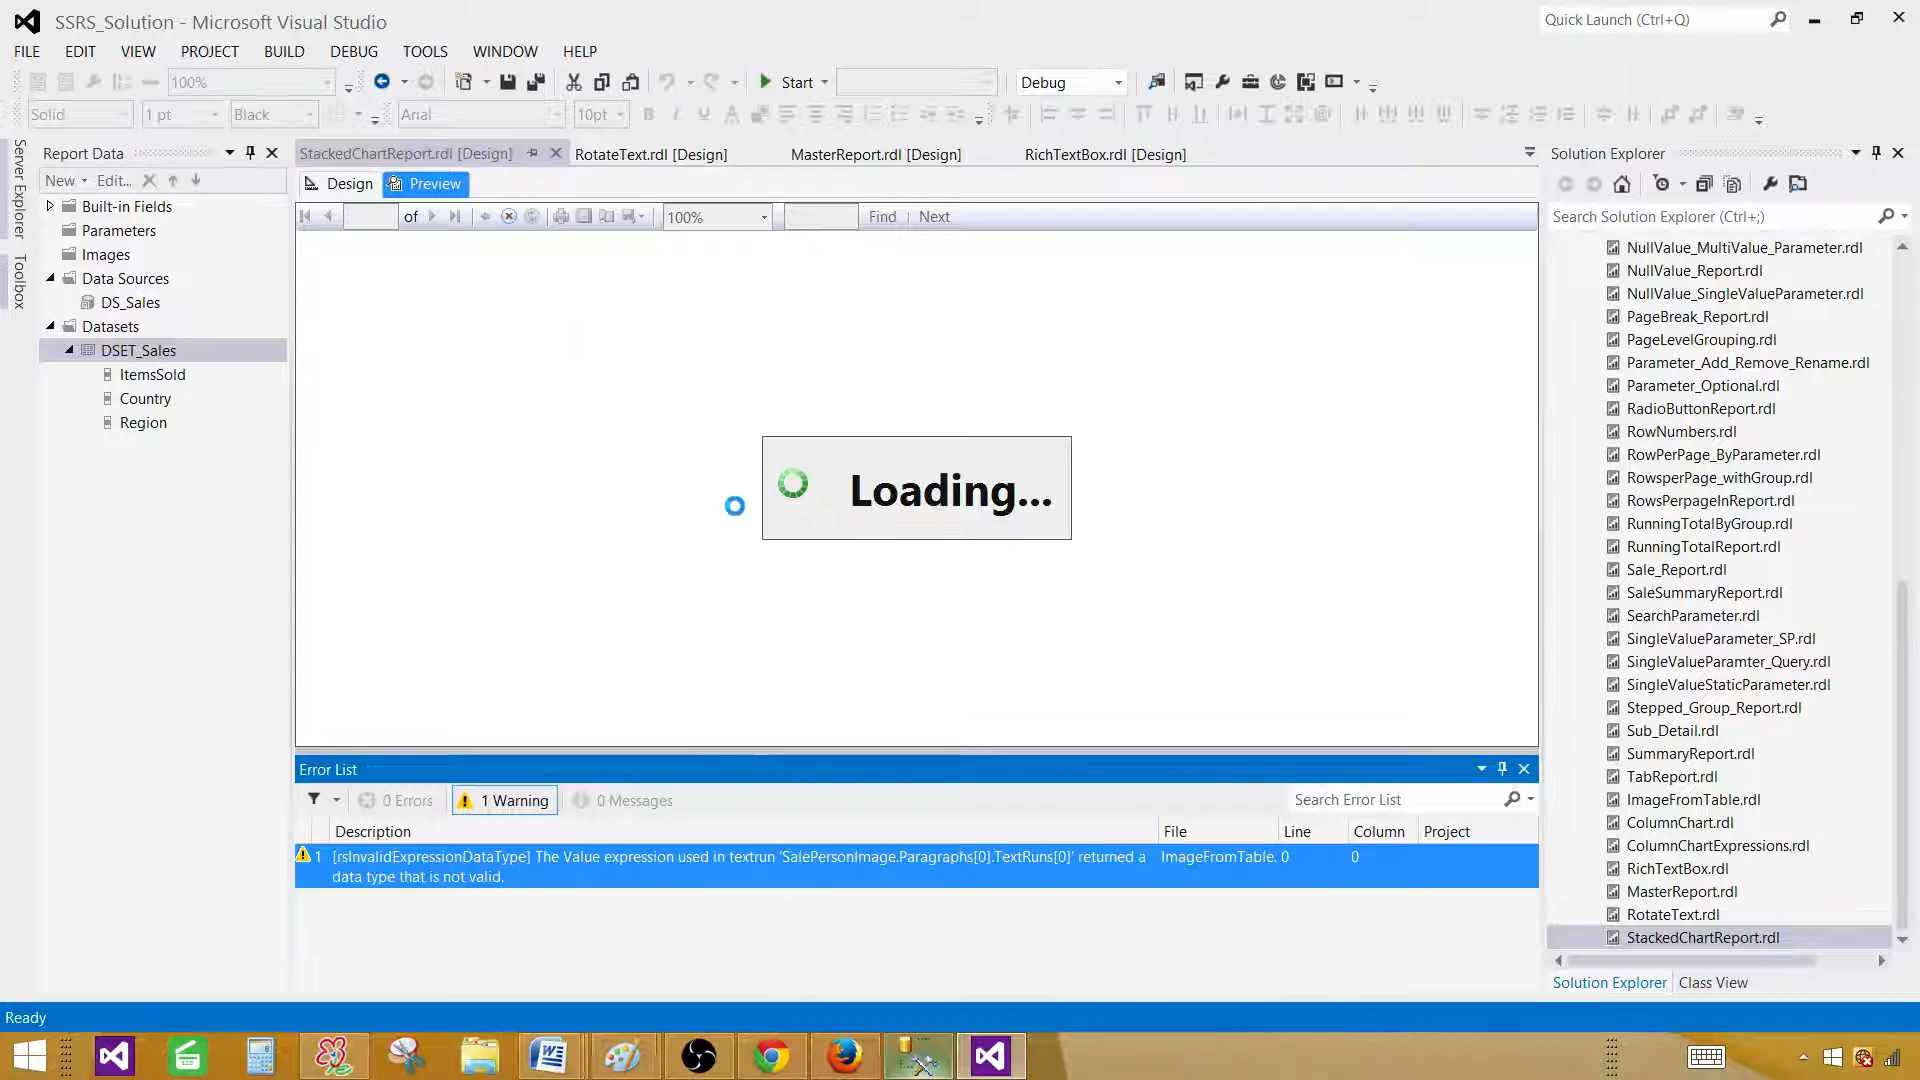 SSRS_Solution - Microsoft Visual Studio
Quick Launch (Ctrl+Q)
FILE EDIT VIEW PROJECT BUILD DEBUG TOOLS WINDOW HELP
100% Start Debug
Solid 1 pt Black Arial 10pt B I U A
Server Explorer
Toolbox
Report Data
New Edit...
Built-in Fields
Parameters
Images
Data Sources
DS_Sales
Datasets
DSET_Sales
ItemsSold
Country
Region
StackedChartReport.rdl [Design] RotateText.rdl [Design] MasterReport.rdl [Design] RichTextBox.rdl [Design]
Design Preview
of 100% Find Next
Loading...
Error List
0 Errors 1 Warning 0 Messages Search Error List
Description File Line Column Project
1 [rsInvalidExpressionDataType] The Value expression used in textrun 'SalePersonImage.Paragraphs[0].TextRuns[0]' returned a ImageFromTable. 0 0
data type that is not valid.
Solution Explorer
Search Solution Explorer (Ctrl+;)
NullValue_MultiValue_Parameter.rdl
NullValue_Report.rdl
NullValue_SingleValueParameter.rdl
PageBreak_Report.rdl
PageLevelGrouping.rdl
Parameter_Add_Remove_Rename.rdl
Parameter_Optional.rdl
RadioButtonReport.rdl
RowNumbers.rdl
RowPerPage_ByParameter.rdl
RowsperPage_withGroup.rdl
RowsPerpageInReport.rdl
RunningTotalByGroup.rdl
RunningTotalReport.rdl
Sale_Report.rdl
SaleSummaryReport.rdl
SearchParameter.rdl
SingleValueParameter_SP.rdl
SingleValueParamter_Query.rdl
SingleValueStaticParameter.rdl
Stepped_Group_Report.rdl
Sub_Detail.rdl
SummaryReport.rdl
TabReport.rdl
ImageFromTable.rdl
ColumnChart.rdl
ColumnChartExpressions.rdl
RichTextBox.rdl
MasterReport.rdl
RotateText.rdl
StackedChartReport.rdl
Solution Explorer Class View
Ready